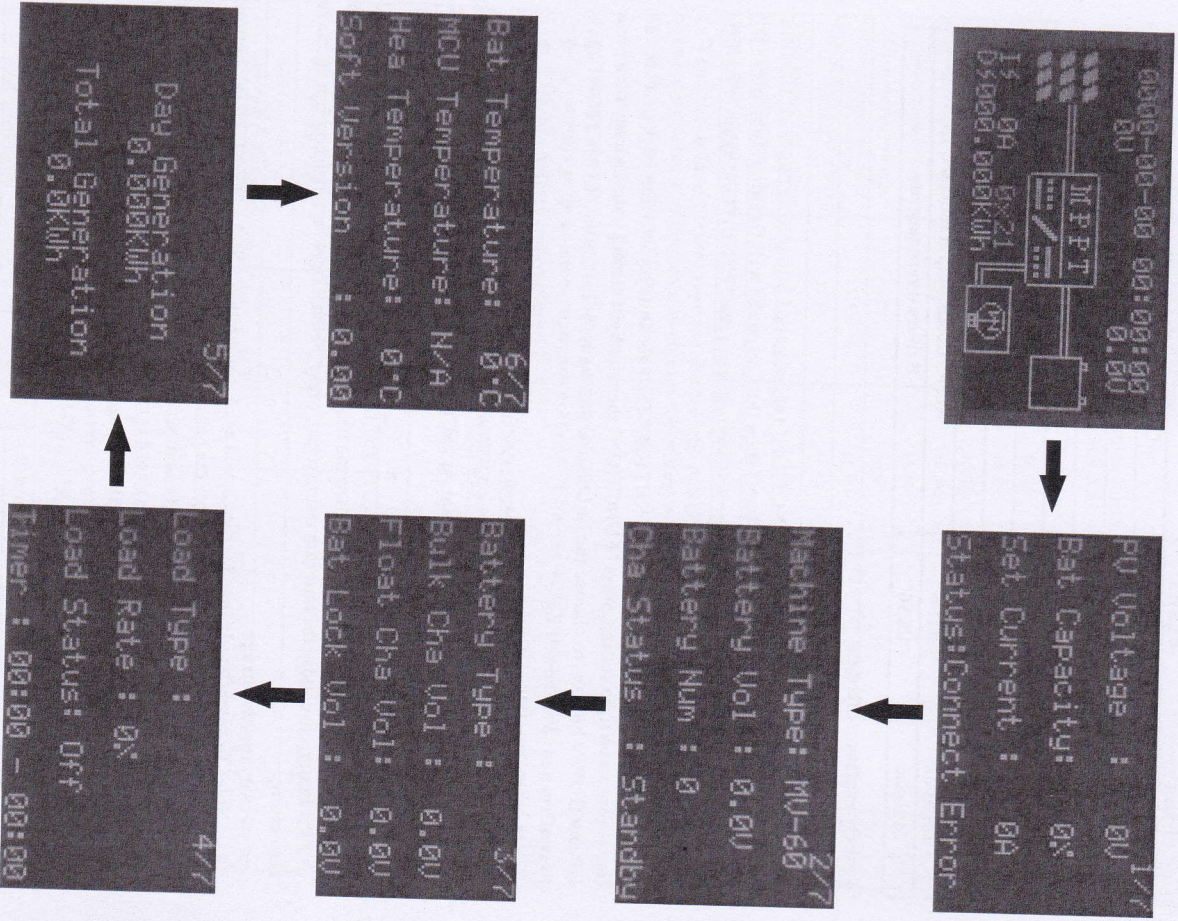 0000-00-00 00:00:00
0V 0.0V
MPPT
Is 0A 0X21
Ds000.000KWh
1/7
PV Voltage : 0V
Bat Capacity: 0%
Set Current : 0A
Status:Connect Error
2/7
Machine Type: MV-60
Battery Vol : 0.0V
Battery Num : 0
Cha Status : Standby
3/7
Battery Type :
Bulk Cha Vol : 0.0V
Float Cha Vol: 0.0V
Bat Lock Vol : 0.0V
4/7
Load Type :
Load Rate : 0%
Load Status: Off
Timer : 00:00 - 00:00
5/7
Day Generation
0.000KWh
Total Generation
0.0KWh
6/7
Bat Temperature: 0°C
MCU Temperature: N/A
Hea Temperature: 0°C
Soft Version : 0.00